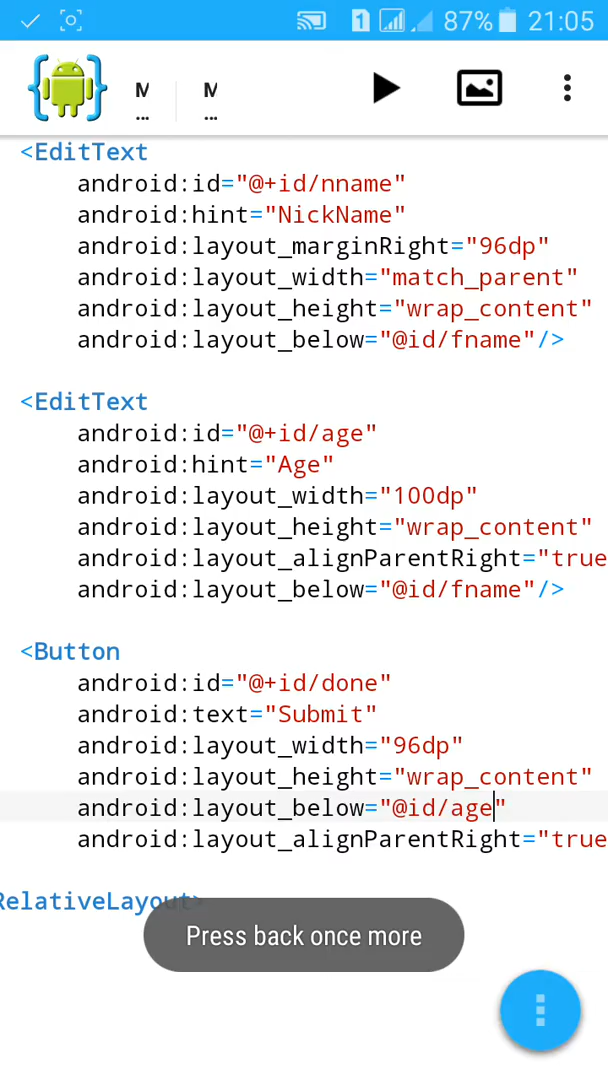 1 87% 21:05
M
...
M
...
<EditText
android:id="@+id/nname"
android:hint="NickName"
android:layout_marginRight="96dp"
android:layout_width="match_parent"
android:layout_height="wrap_content"
android:layout_below="@id/fname"/>
<EditText
android:id="@+id/age"
android:hint="Age"
android:layout_width="100dp"
android:layout_height="wrap_content"
android:layout_alignParentRight="true
android:layout_below="@id/fname"/>
<Button
android:id="@+id/done"
android:text="Submit"
android:layout_width="96dp"
android:layout_height="wrap_content"
android:layout_below="@id/age"
android:layout_alignParentRight="true
RelativeLayout>
Press back once more